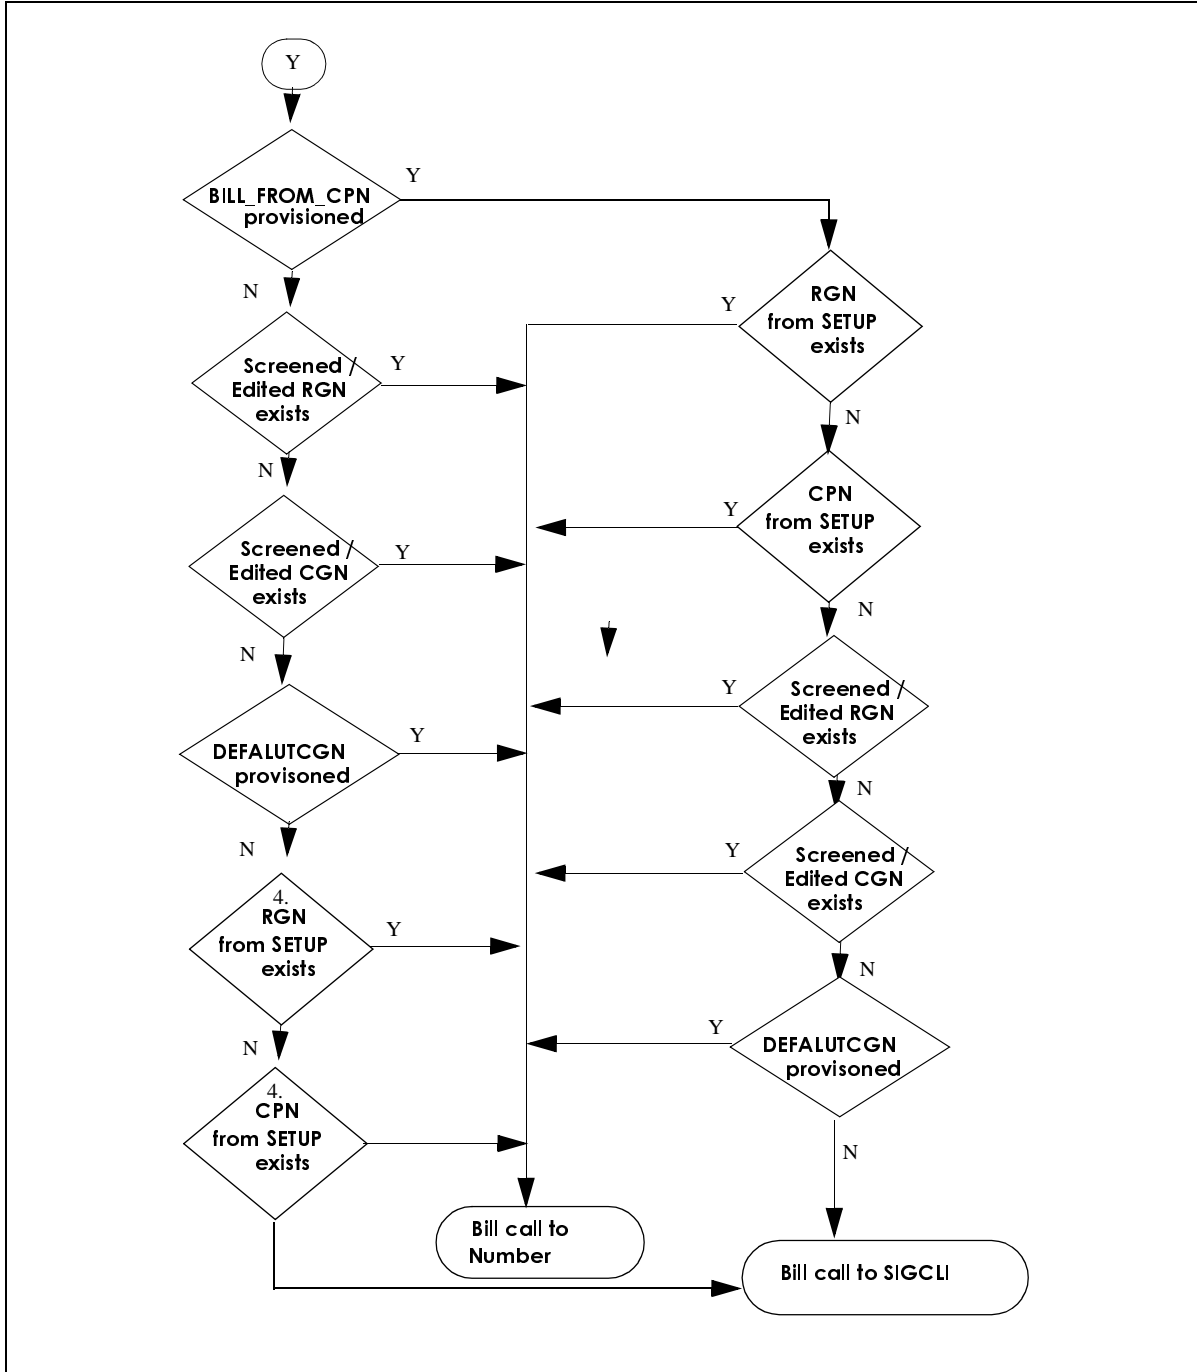 Y
BILL_FROM_CPN
provisioned
Y
N
RGN
from SETUP
exists
Y
N
Screened /
Edited RGN
exists
Y
N
CPN
from SETUP
exists
Y
N
Screened /
Edited CGN
exists
Y
N
Screened /
Edited RGN
exists
Y
N
DEFALUTCGN
provisoned
Y
N
Screened /
Edited CGN
exists
Y
N
4.
RGN
from SETUP
exists
Y
N
DEFALUTCGN
provisoned
Y
N
4.
CPN
from SETUP
exists
Bill call to
Number
Bill call to SIGCLI